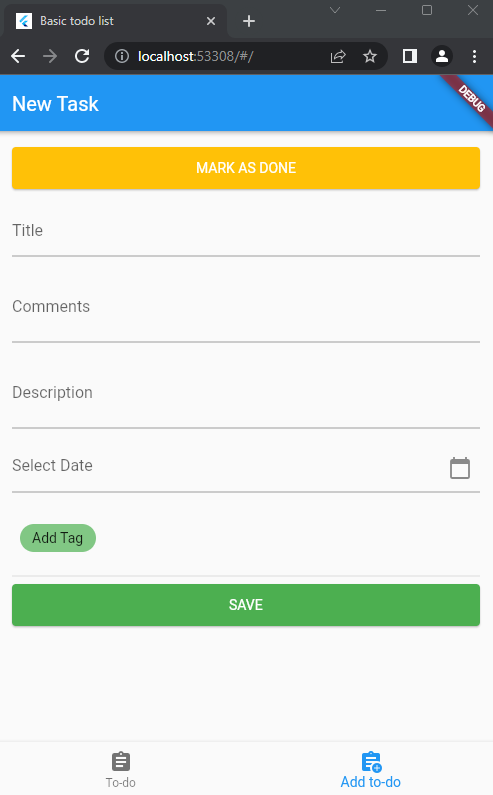 Basic todo list
localhost:53308/#/
New Task
DEBUG
MARK AS DONE
Title
Comments
Description
Select Date
Add Tag
SAVE
To-do
Add to-do